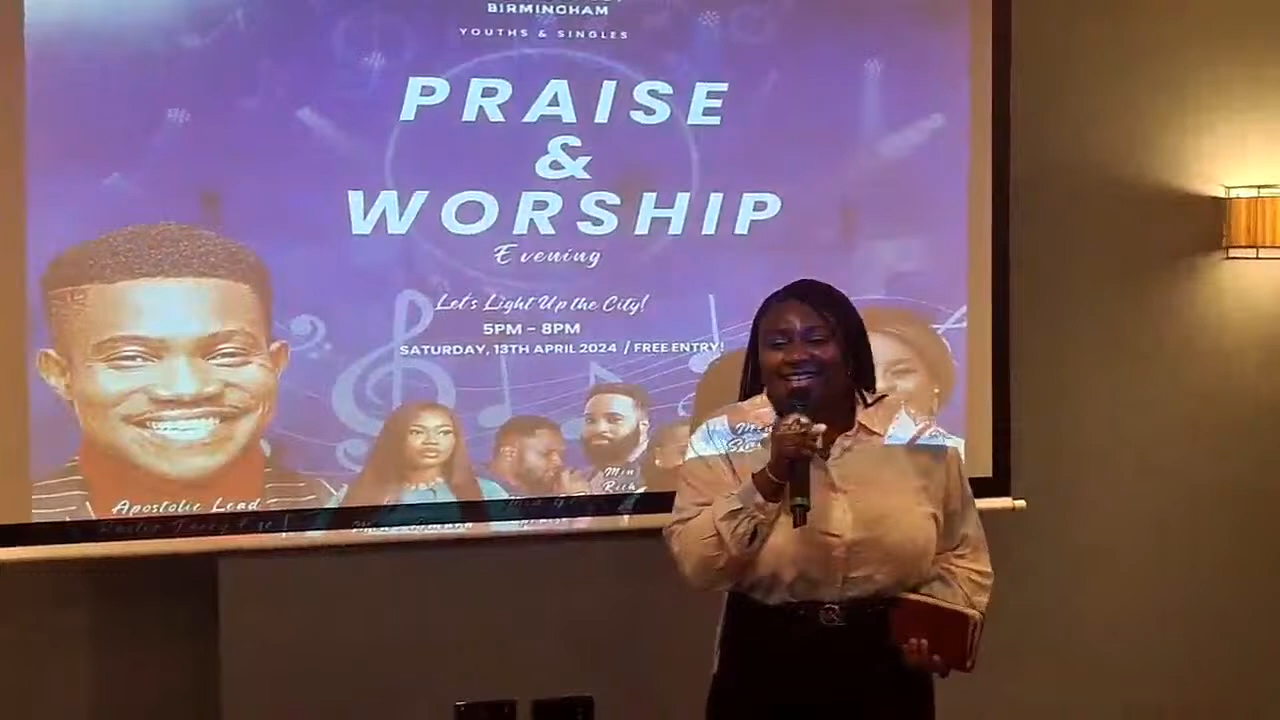 BIRMINGHAM
YOUTHS & SINGLES
PRAISE
&
WORSHIP
Evening
Let's Light Up the City!
5PM - 8PM
SATURDAY, 13TH APRIL 2024 / FREE ENTRY!
Min
Rich
Apostolic Lead